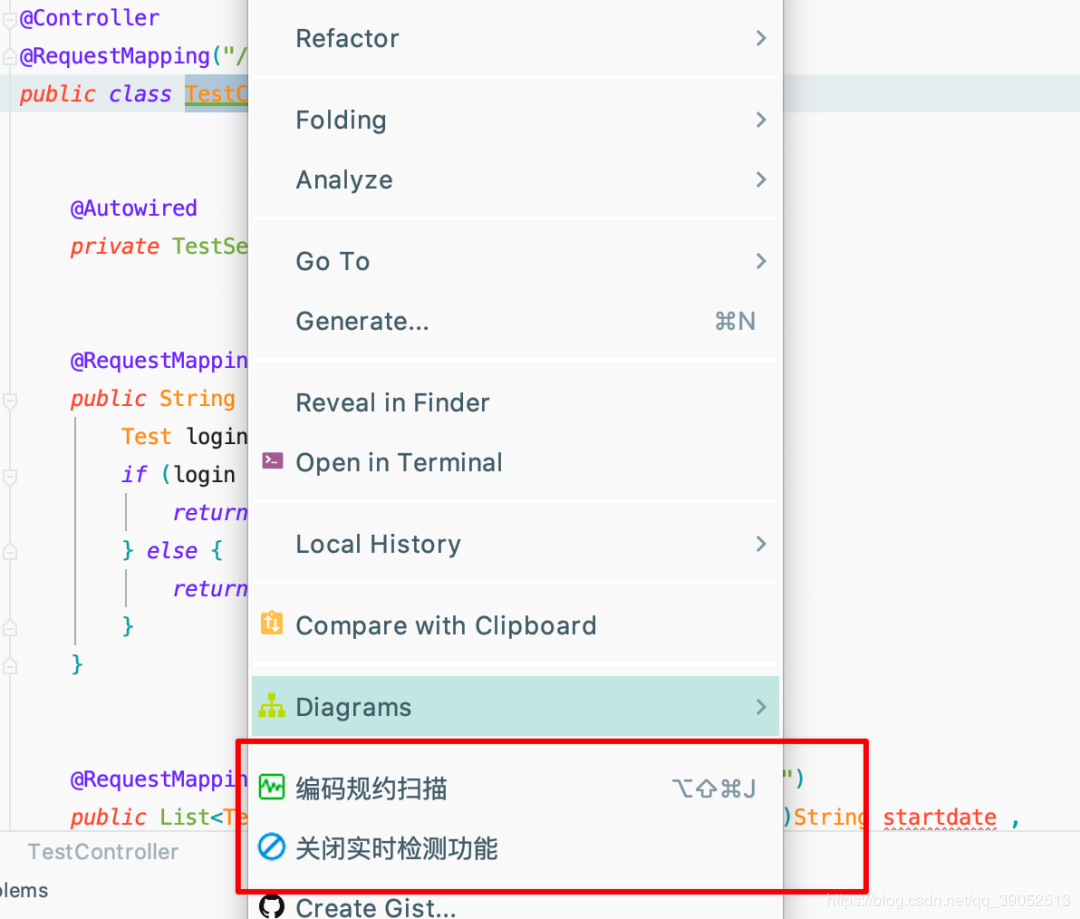 @Controller
@RequestMapping("/
public class TestC
@Autowired
private TestSe
@RequestMappin
public String
Test login
if (login
return
} else {
return
}
}
@RequestMappin ")
public List<Te )String startdate ,
TestController
blems
Refactor
Folding
Analyze
Go To
Generate... ⌘N
Reveal in Finder
Open in Terminal
Local History
Compare with Clipboard
Diagrams
编码规约扫描 ⌥⇧⌘J
关闭实时检测功能
Create Gist...
https://blog.csdn.net/qq_39052513